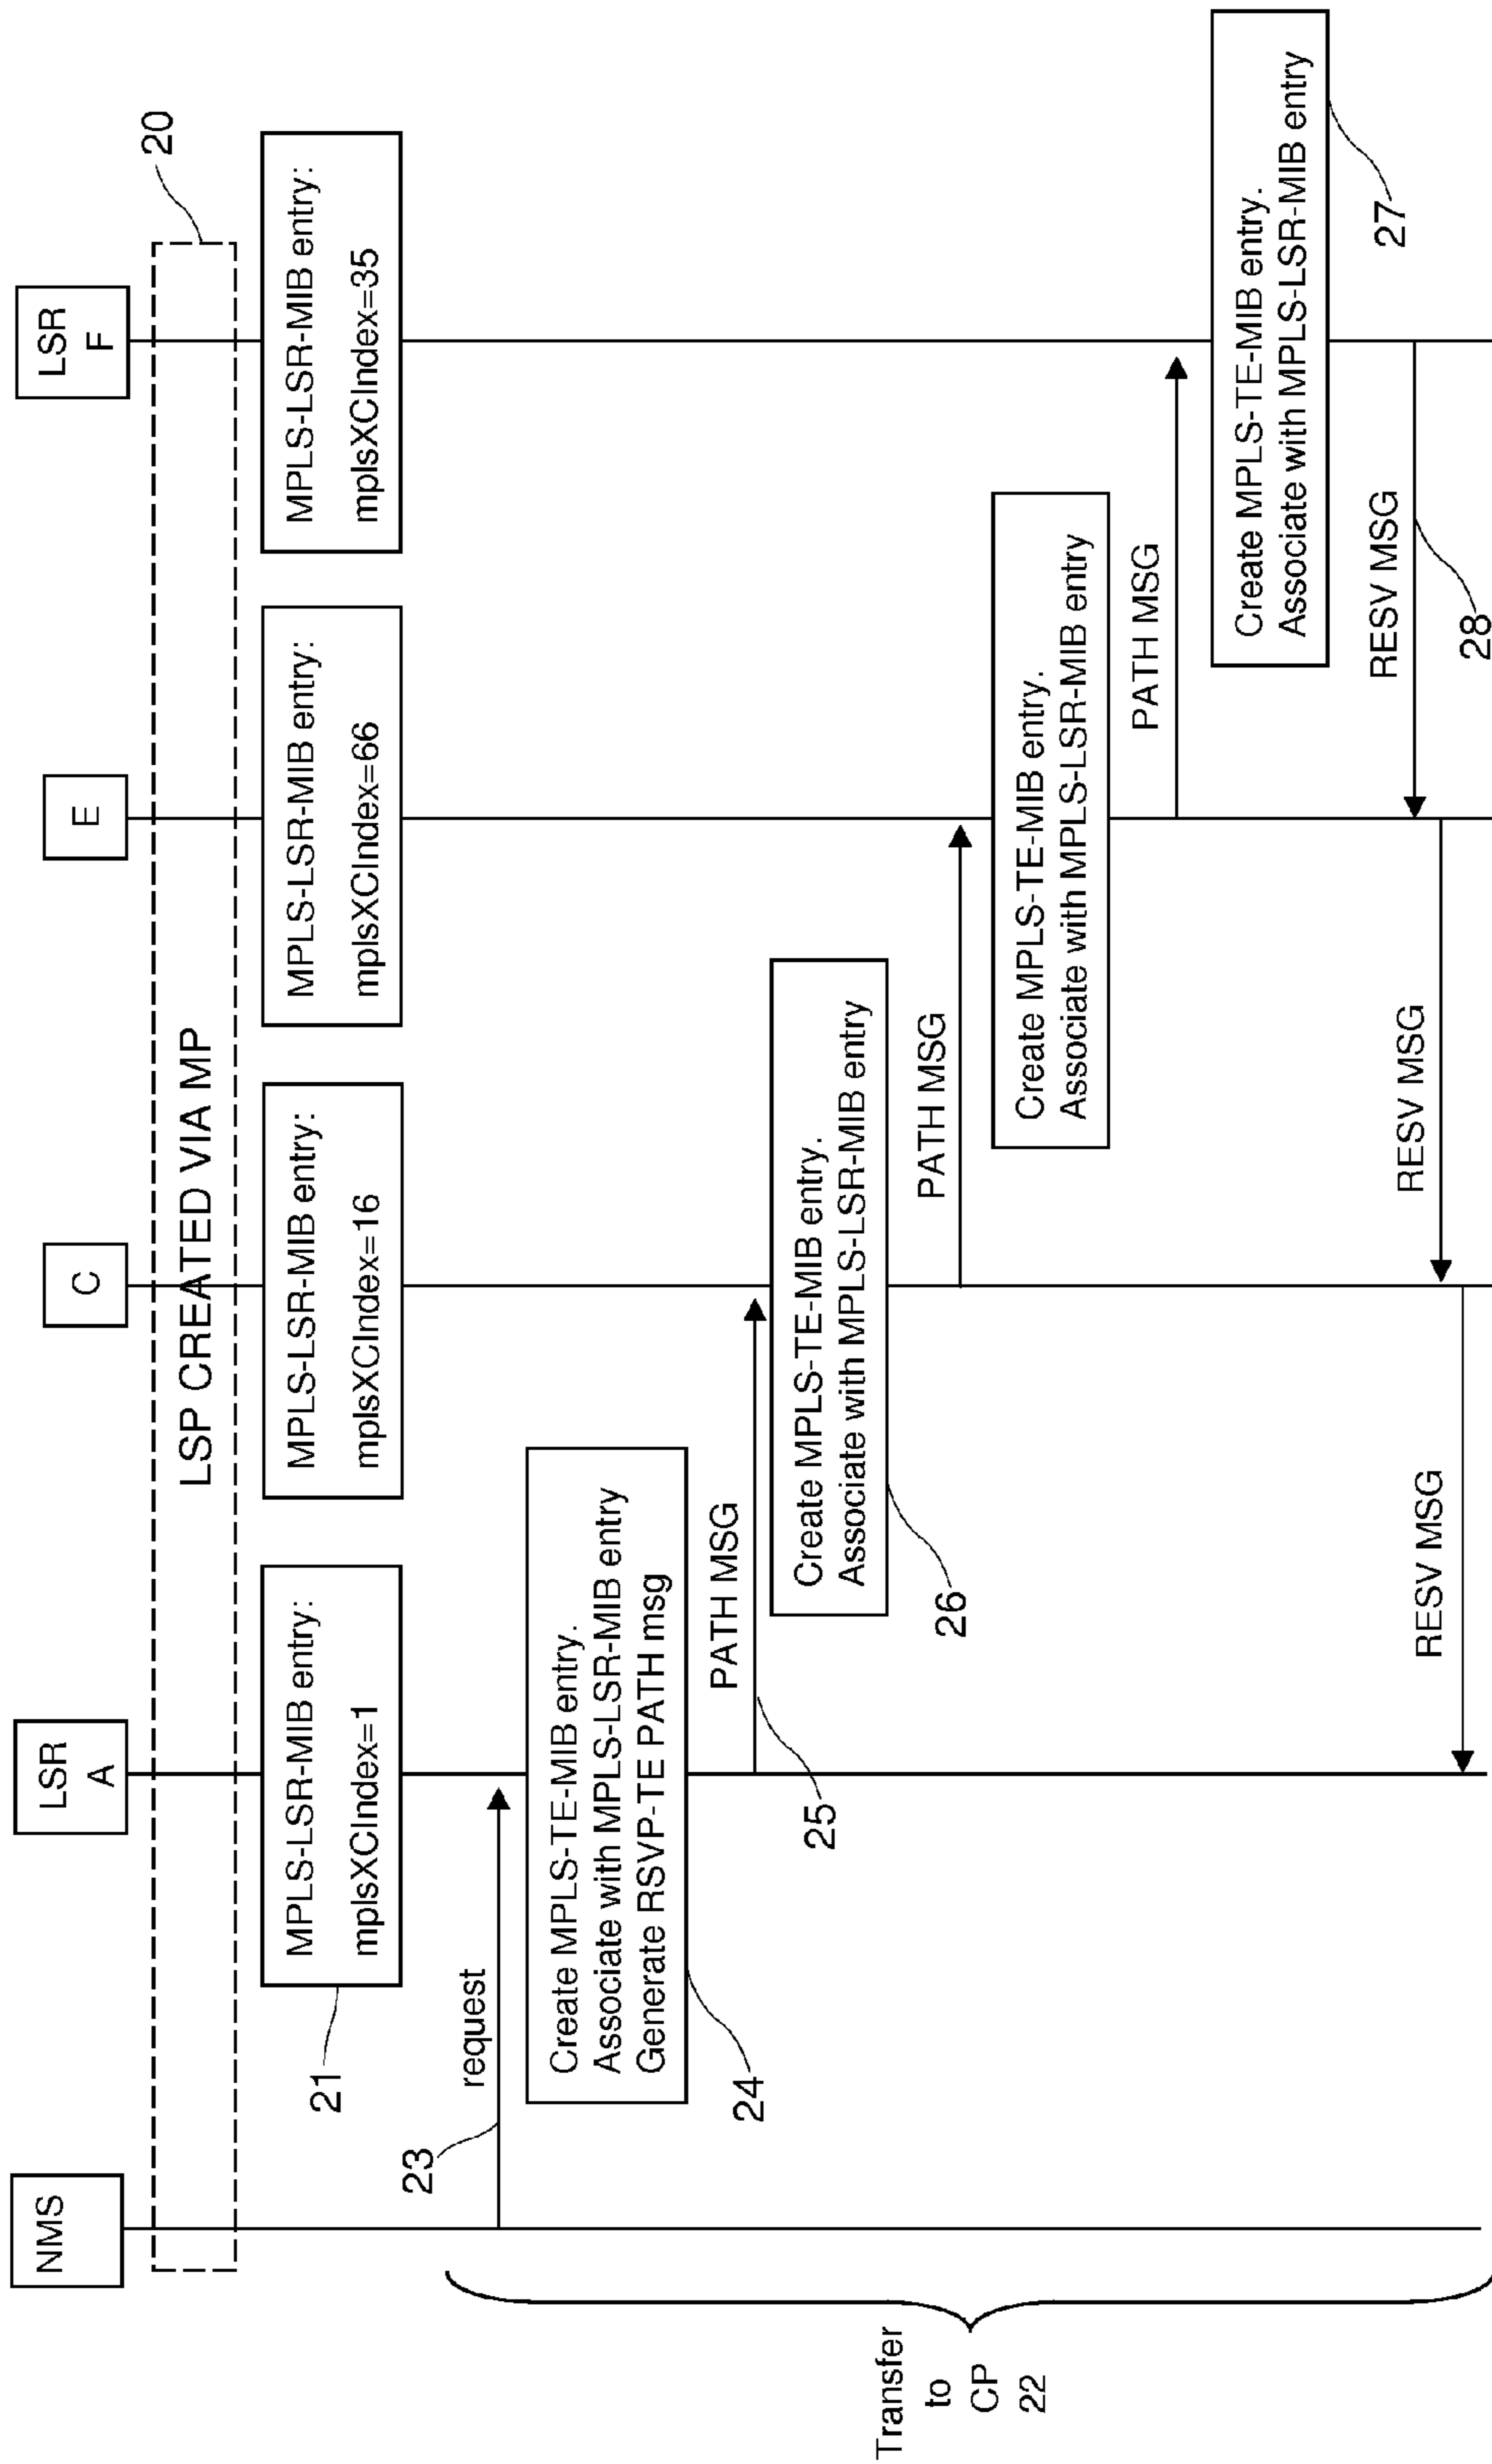 NMS
LSR
A
C
E
LSR
F
20
LSP CREATED VIA MP
21
MPLS-LSR-MIB entry:
mplsXCIndex=1
MPLS-LSR-MIB entry:
mplsXCIndex=16
MPLS-LSR-MIB entry:
mplsXCIndex=66
MPLS-LSR-MIB entry:
mplsXCIndex=35
Transfer
to
CP
22
23
request
Create MPLS-TE-MIB entry.
Associate with MPLS-LSR-MIB entry
Generate RSVP-TE PATH msg
24
PATH MSG
25
Create MPLS-TE-MIB entry.
Associate with MPLS-LSR-MIB entry
26
PATH MSG
Create MPLS-TE-MIB entry.
Associate with MPLS-LSR-MIB entry
PATH MSG
Create MPLS-TE-MIB entry.
Associate with MPLS-LSR-MIB entry
27
RESV MSG
28
RESV MSG
RESV MSG